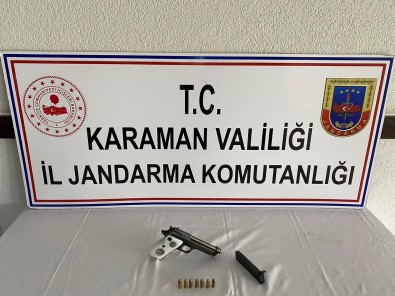 T.C.
KARAMAN VALİLİĞİ
İL JANDARMA KOMUTANLIĞI